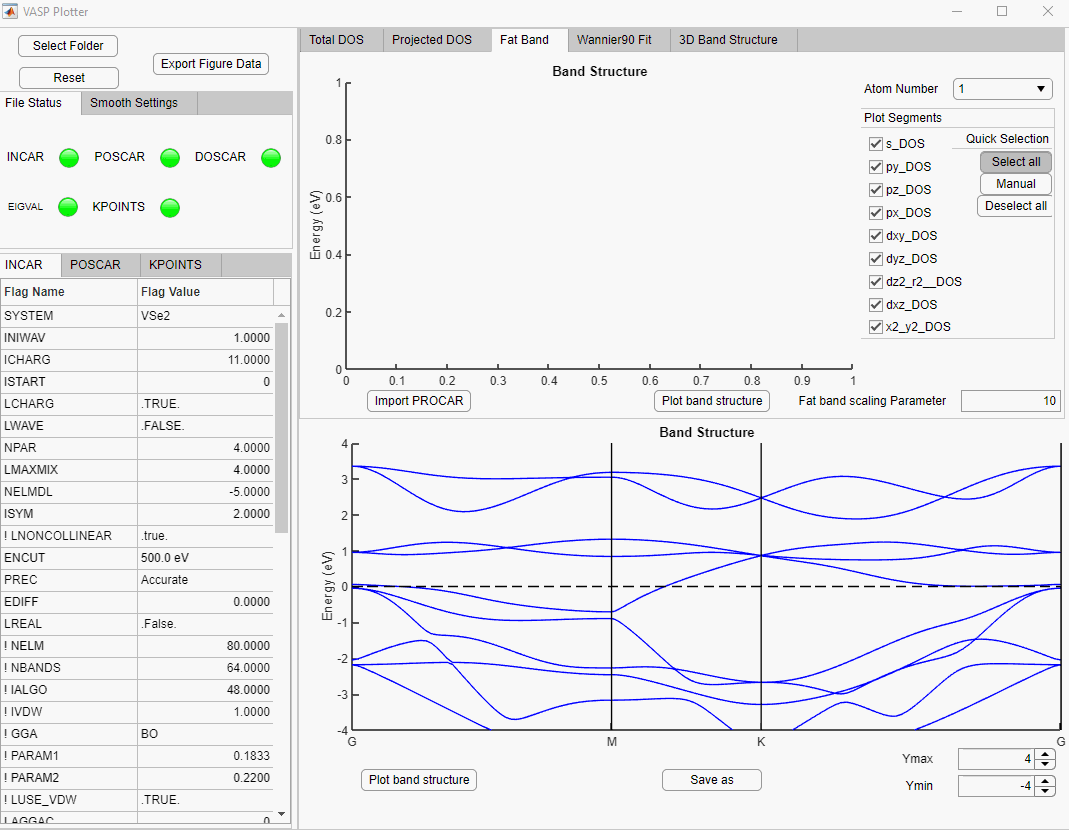 VASP Plotter
Select Folder
Reset
Export Figure Data
File Status
Smooth Settings
INCAR
POSCAR
DOSCAR
EIGVAL
KPOINTS
INCAR
POSCAR
KPOINTS
Flag Name Flag Value
SYSTEM VSe2
INIWAV 1.0000
ICHARG 11.0000
ISTART 0
LCHARG .TRUE.
LWAVE .FALSE.
NPAR 4.0000
LMAXMIX 4.0000
NELMDL -5.0000
ISYM 2.0000
! LNONCOLLINEAR .true.
ENCUT 500.0 eV
PREC Accurate
EDIFF 0.0000
LREAL .False.
! NELM 80.0000
! NBANDS 64.0000
! IALGO 48.0000
! IVDW 1.0000
! GGA BO
! PARAM1 0.1833
! PARAM2 0.2200
! LUSE_VDW .TRUE.
! AGGAC 0
Total DOS
Projected DOS
Fat Band
Wannier90 Fit
3D Band Structure
Band Structure
Energy (eV)
1
0.8
0.6
0.4
0.2
0
0 0.1 0.2 0.3 0.4 0.5 0.6 0.7 0.8 0.9 1
Import PROCAR
Plot band structure
Fat band scaling Parameter 10
Atom Number 1
Plot Segments
Quick Selection
s_DOS
py_DOS
pz_DOS
px_DOS
dxy_DOS
dyz_DOS
dz2_r2__DOS
dxz_DOS
x2_y2_DOS
Select all
Manual
Deselect all
Band Structure
Energy (eV)
4
3
2
1
0
-1
-2
-3
-4
G M K G
Plot band structure
Save as
Ymax 4
Ymin -4